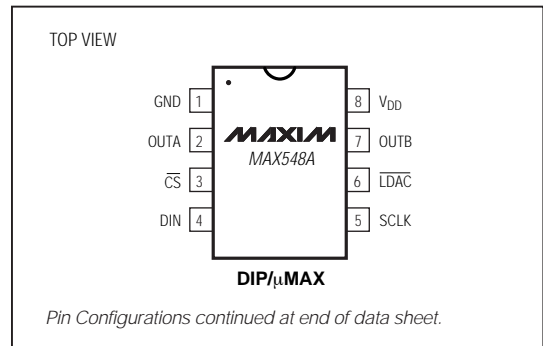 TOP VIEW
GND 1
OUTA 2
CS 3
DIN 4
8 VDD
7 OUTB
6 LDAC
5 SCLK
MAXIM
MAX548A
DIP/μMAX
Pin Configurations continued at end of data sheet.